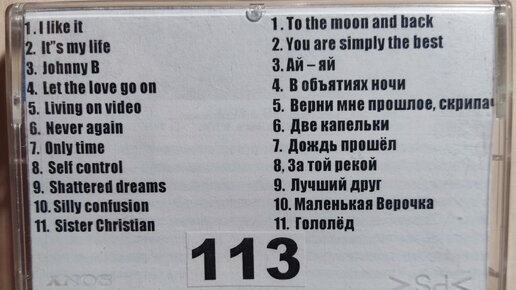 1. I like it
2. It"s my life
3. Johnny B
4. Let the love go on
5. Living on video
6. Never again
7. Only time
8. Self control
9. Shattered dreams
10. Silly confusion
11. Sister Christian
1. To the moon and back
2. You are simply the best
3. Ай – яй
4. В объятиях ночи
5. Верни мне прошлое, скрипач
6. Две капельки
7. Дождь прошёл
8, За той рекой
9. Лучший друг
10. Маленькая Верочка
11. Гололёд
113
SONY